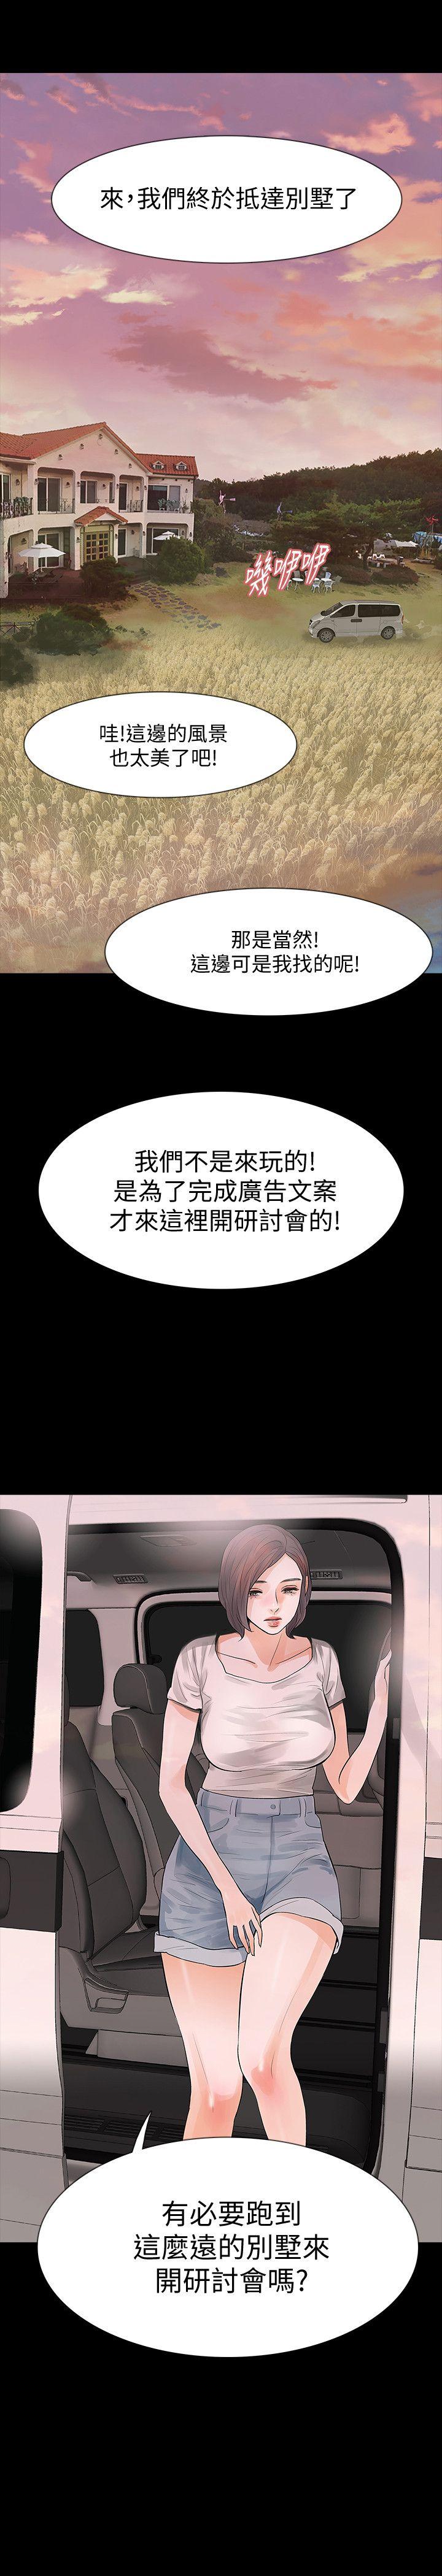 來，我們終於抵達別墅了
嘰咿咿
哇!這邊的風景
也太美了吧!
那是當然!
這邊可是我找的呢!
我們不是來玩的!
是為了完成廣告文案
才來這裡開研討會的!
有必要跑到
這麼遠的別墅來
開研討會嗎?